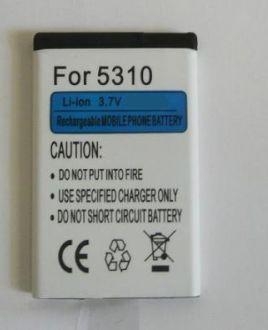 For 5310
Li-ion 3.7V
Rechargeable MOBILE PHONE BATTERY
CAUTION:
• DO NOT PUT INTO FIRE
• USE SPECIFIED CHARGER ONLY
• DO NOT SHORT CIRCUIT BATTERY
CE